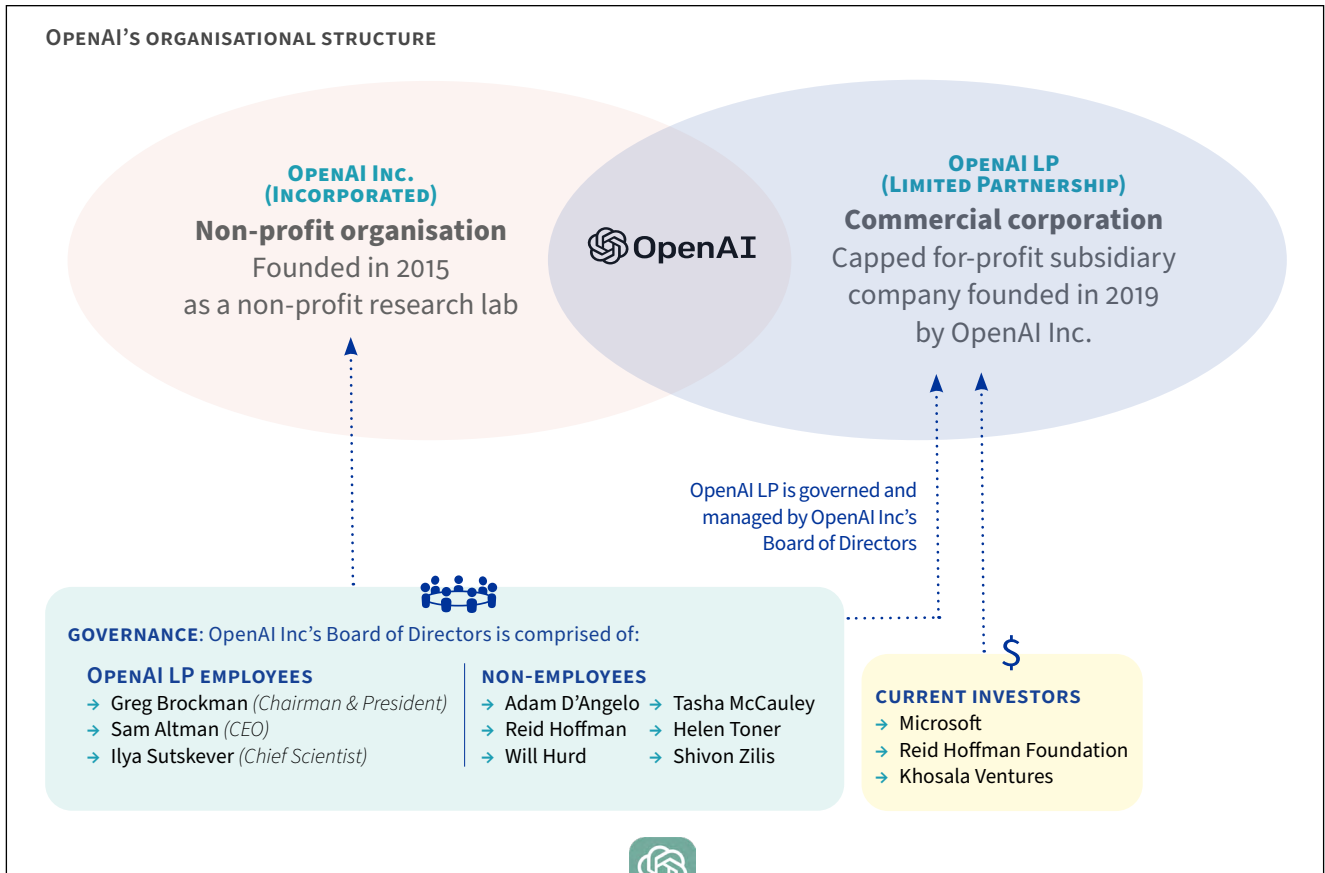 OpenAI's organisational structure
OpenAI Inc.
(Incorporated)
Non-profit organisation
Founded in 2015
as a non-profit research lab
OpenAI
OpenAI LP
(Limited Partnership)
Commercial corporation
Capped for-profit subsidiary
company founded in 2019
by OpenAI Inc.
OpenAI LP is governed and
managed by OpenAI Inc's
Board of Directors
GOVERNANCE: OpenAI Inc's Board of Directors is comprised of:
OpenAI LP employees
→ Greg Brockman (Chairman & President)
→ Sam Altman (CEO)
→ Ilya Sutskever (Chief Scientist)
non-employees
→ Adam D'Angelo
→ Reid Hoffman
→ Will Hurd
→ Tasha McCauley
→ Helen Toner
→ Shivon Zilis
$
current investors
→ Microsoft
→ Reid Hoffman Foundation
→ Khosala Ventures